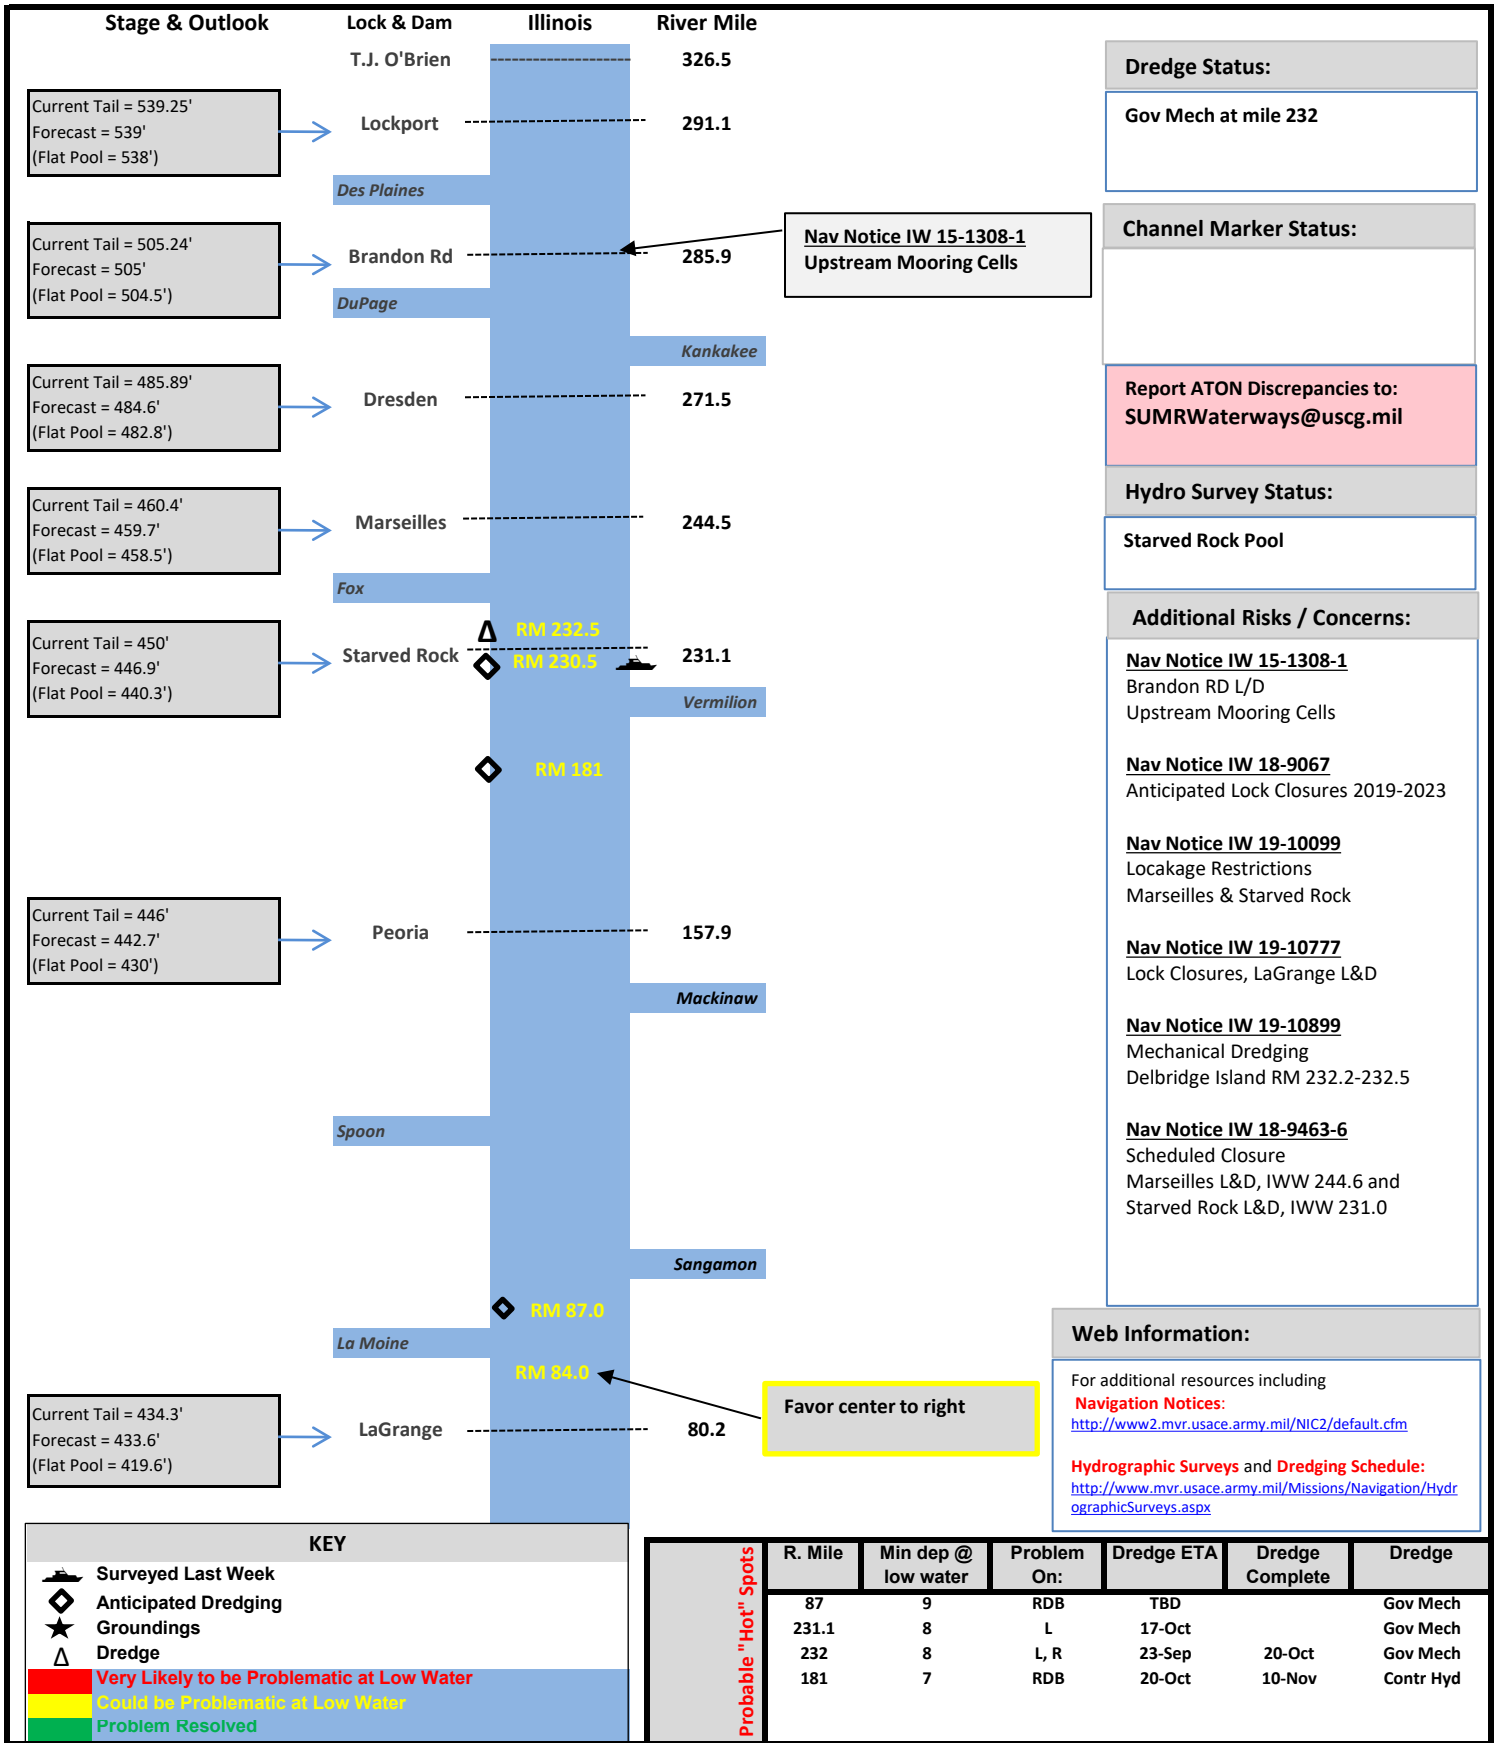 Stage & Outlook Lock & Dam Illinois River Mile
T.J. O'Brien 326.5
Current Tail = 539.25'
Forecast = 539'
(Flat Pool = 538')
Lockport 291.1
Des Plaines
Current Tail = 505.24'
Forecast = 505'
(Flat Pool = 504.5')
Brandon Rd 285.9
Nav Notice IW 15-1308-1
Upstream Mooring Cells
DuPage
Kankakee
Current Tail = 485.89'
Forecast = 484.6'
(Flat Pool = 482.8')
Dresden 271.5
Current Tail = 460.4'
Forecast = 459.7'
(Flat Pool = 458.5')
Marseilles 244.5
Fox
RM 232.5
Current Tail = 450'
Forecast = 446.9'
(Flat Pool = 440.3')
Starved Rock RM 230.5 231.1
Vermilion
RM 181
Current Tail = 446'
Forecast = 442.7'
(Flat Pool = 430')
Peoria 157.9
Mackinaw
Spoon
Sangamon
RM 87.0
La Moine
RM 84.0
Favor center to right
Current Tail = 434.3'
Forecast = 433.6'
(Flat Pool = 419.6')
LaGrange 80.2
Dredge Status:
Gov Mech at mile 232
Channel Marker Status:
Report ATON Discrepancies to:
SUMRWaterways@uscg.mil
Hydro Survey Status:
Starved Rock Pool
Additional Risks / Concerns:
Nav Notice IW 15-1308-1
Brandon RD L/D
Upstream Mooring Cells
Nav Notice IW 18-9067
Anticipated Lock Closures 2019-2023
Nav Notice IW 19-10099
Locakage Restrictions
Marseilles & Starved Rock
Nav Notice IW 19-10777
Lock Closures, LaGrange L&D
Nav Notice IW 19-10899
Mechanical Dredging
Delbridge Island RM 232.2-232.5
Nav Notice IW 18-9463-6
Scheduled Closure
Marseilles L&D, IWW 244.6 and
Starved Rock L&D, IWW 231.0
Web Information:
For additional resources including
Navigation Notices:
http://www2.mvr.usace.army.mil/NIC2/default.cfm
Hydrographic Surveys and Dredging Schedule:
http://www.mvr.usace.army.mil/Missions/Navigation/Hydr
ographicSurveys.aspx
KEY
Surveyed Last Week
Anticipated Dredging
Groundings
Δ Dredge
Very Likely to be Problematic at Low Water
Could be Problematic at Low Water
Problem Resolved
Probable "Hot" Spots
R. Mile Min dep @ Problem Dredge ETA Dredge Dredge
low water On: Complete
87 9 RDB TBD Gov Mech
231.1 8 L 17-Oct Gov Mech
232 8 L, R 23-Sep 20-Oct Gov Mech
181 7 RDB 20-Oct 10-Nov Contr Hyd